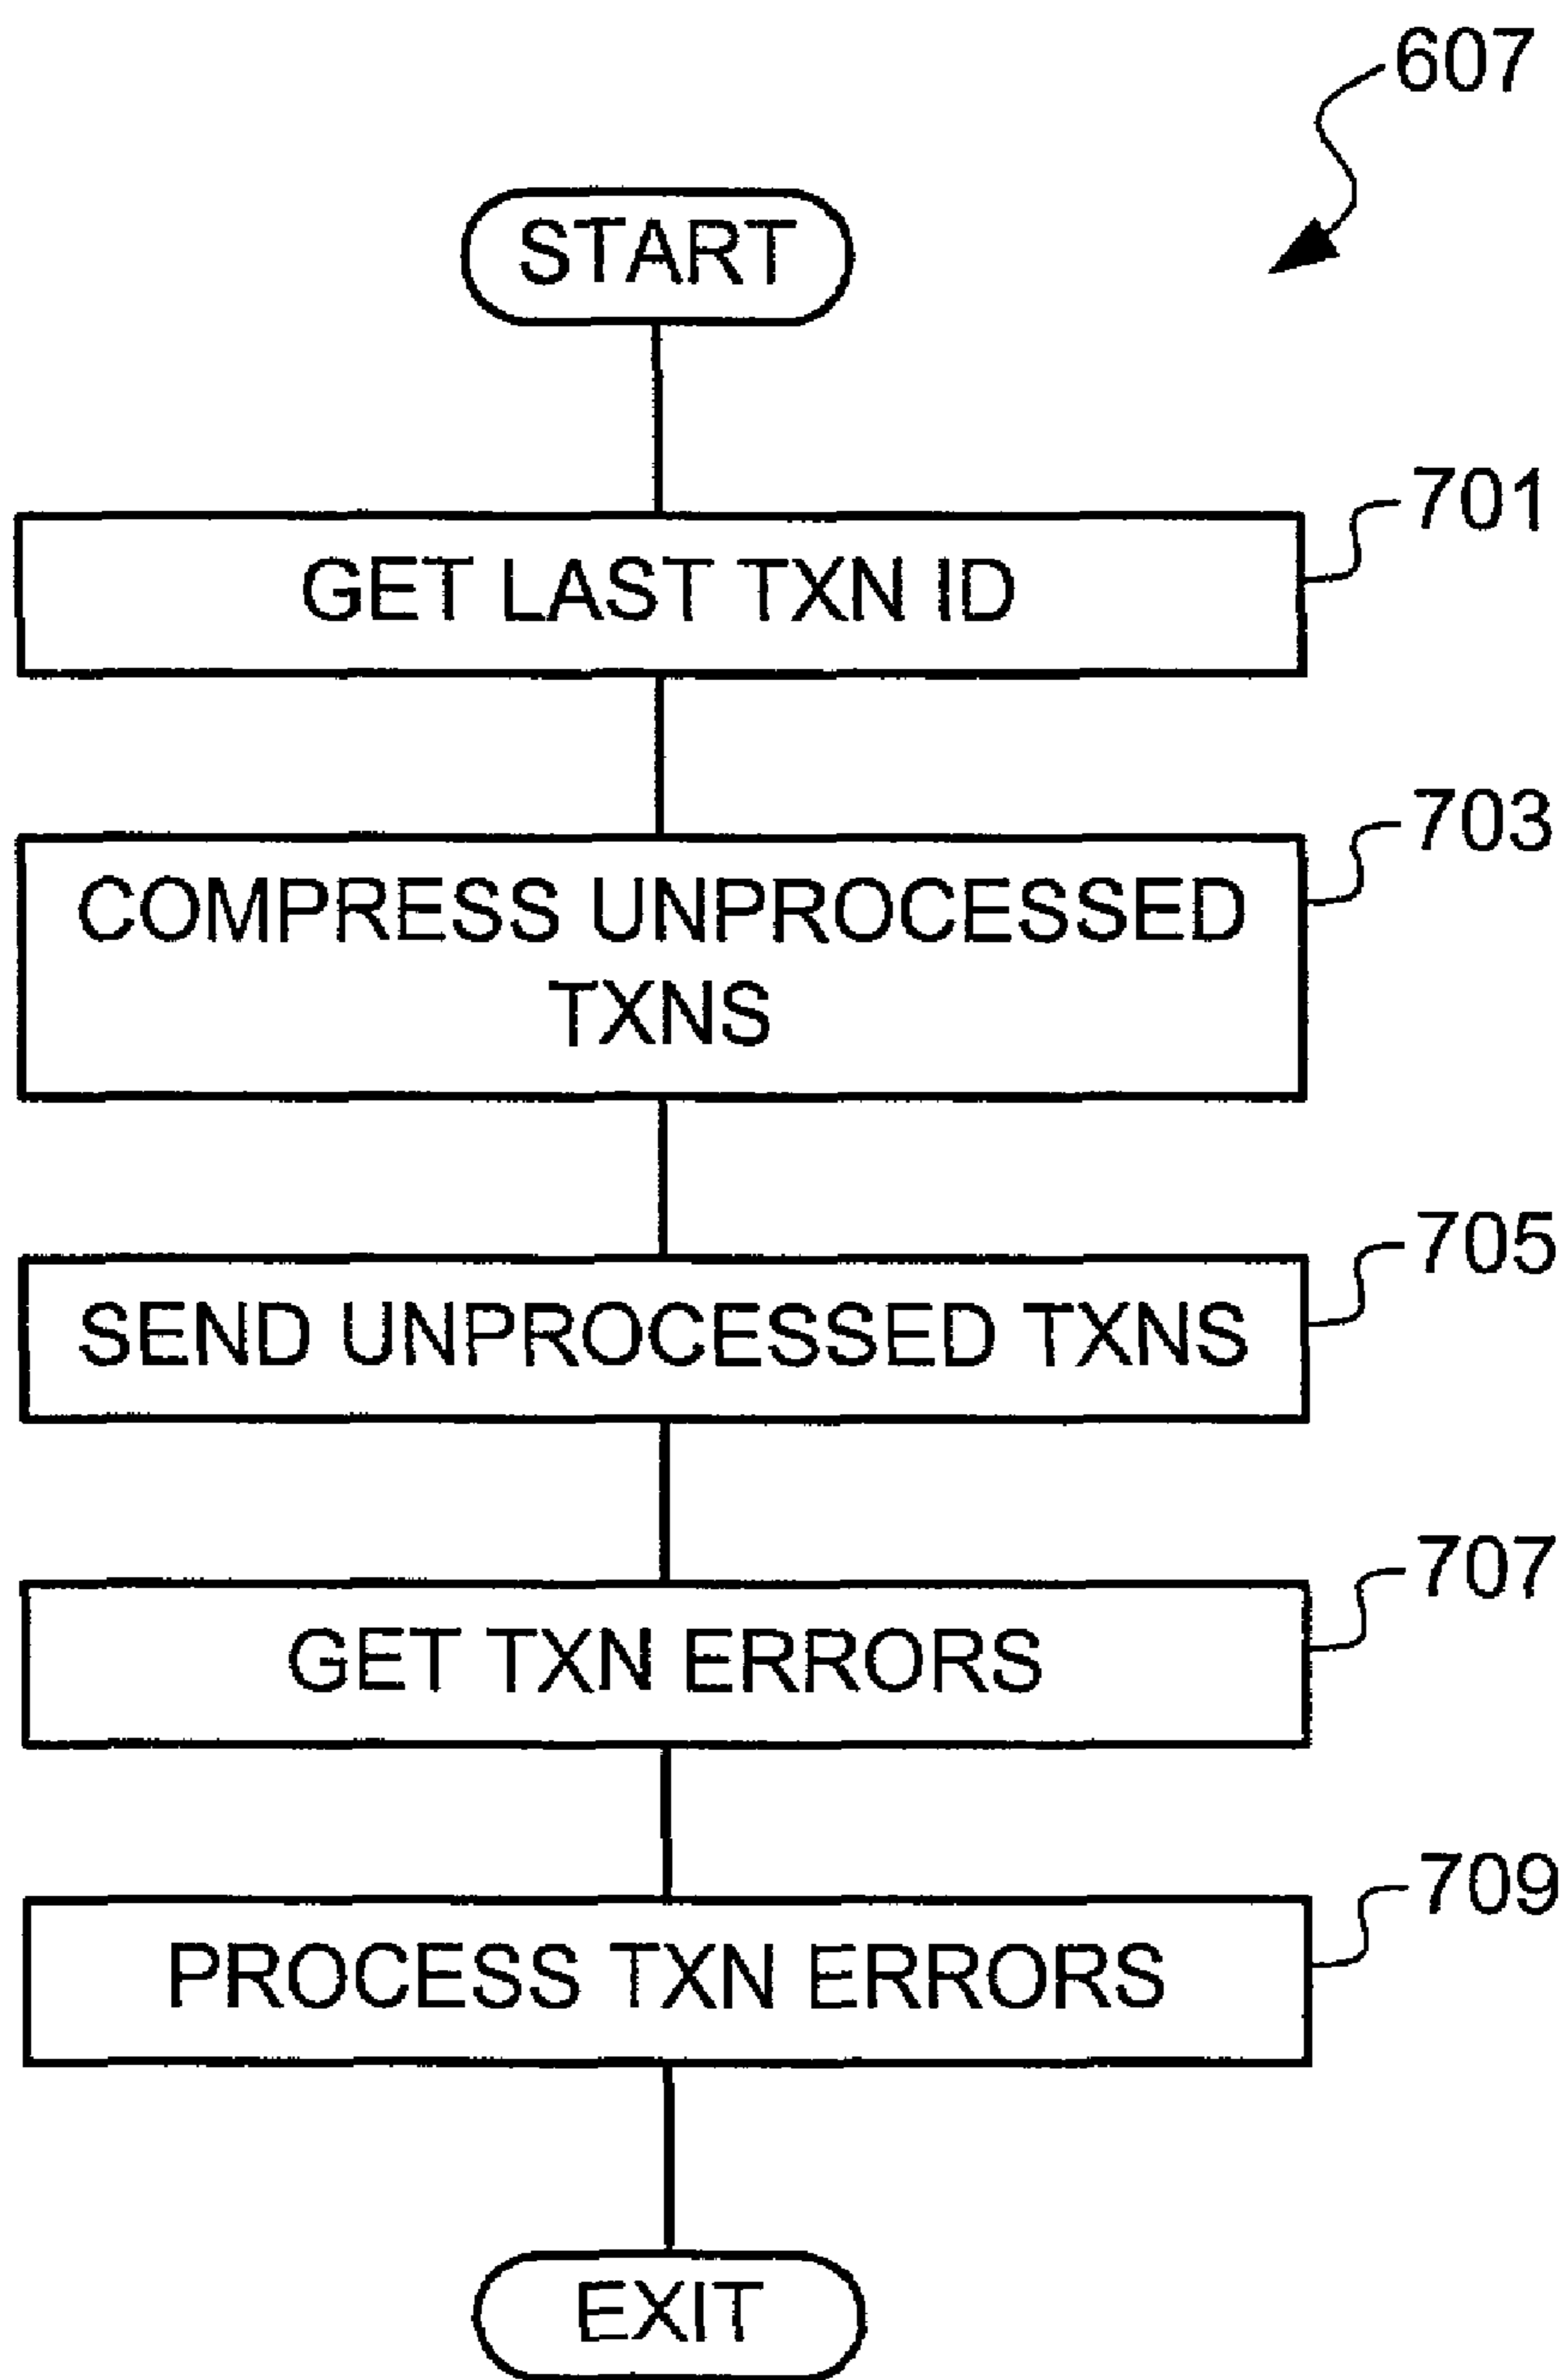 607
START
GET LAST TXN ID
701
COMPRESS UNPROCESSED
TXNS
703
SEND UNPROCESSED TXNS
705
GET TXN ERRORS
707
PROCESS TXN ERRORS
709
EXIT